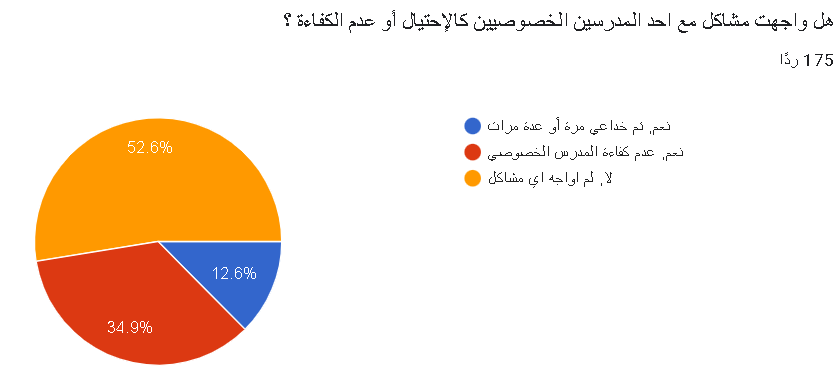 هل واجهت مشاكل مع احد المدرسين الخصوصيين كالإحتيال أو عدم الكفاءة ؟
175 ردًا
نعم, تم خداعي مرة أو عدة مرات
نعم, عدم كفاءة المدرس الخصوصي
لا, لم اواجه اي مشاكل
52.6%
12.6%
34.9%